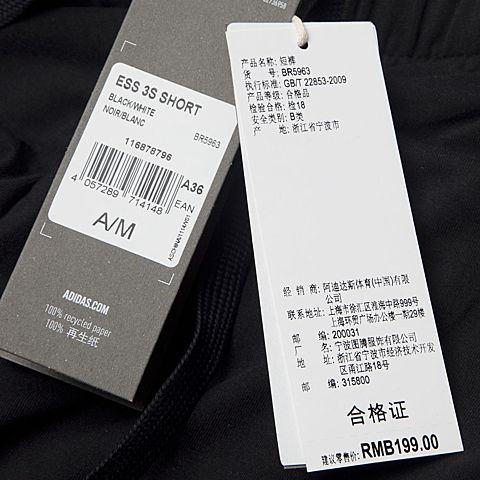 ESS 3S SHORT
BLACK/WHITE
NOIR/BLANC
BR5963
116878796
4 057289 714148
EAN
A36
A/M
ADIDAS.COM
100% recycled paper
100% 再生纸
产品名称: 短裤
货 号: BR5963
执行标准: GB/T 22853-2009
产品等级: 合格品
检验合格: 检18
安全类别: B类
产 地: 浙江省宁波市
经 销 商: 阿迪达斯体育(中国)有限
公司
联系地址: 上海市徐汇区淮海中路999号
上海环贸广场办公楼一期29楼
邮 编: 200031
厂 名: 宁波图腾服饰有限公司
地 址: 浙江省宁波市经济技术开发
区甬江路18号
邮 编: 315800
合格证
建议零售价: RMB199.00